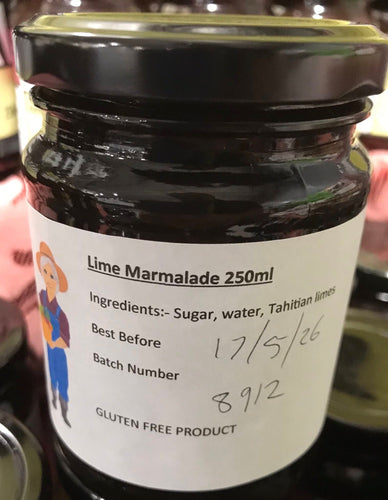 Lime Marmalade 250ml
Ingredients:- Sugar, water, Tahitian limes
Best Before 17/5/26
Batch Number 8912
GLUTEN FREE PRODUCT